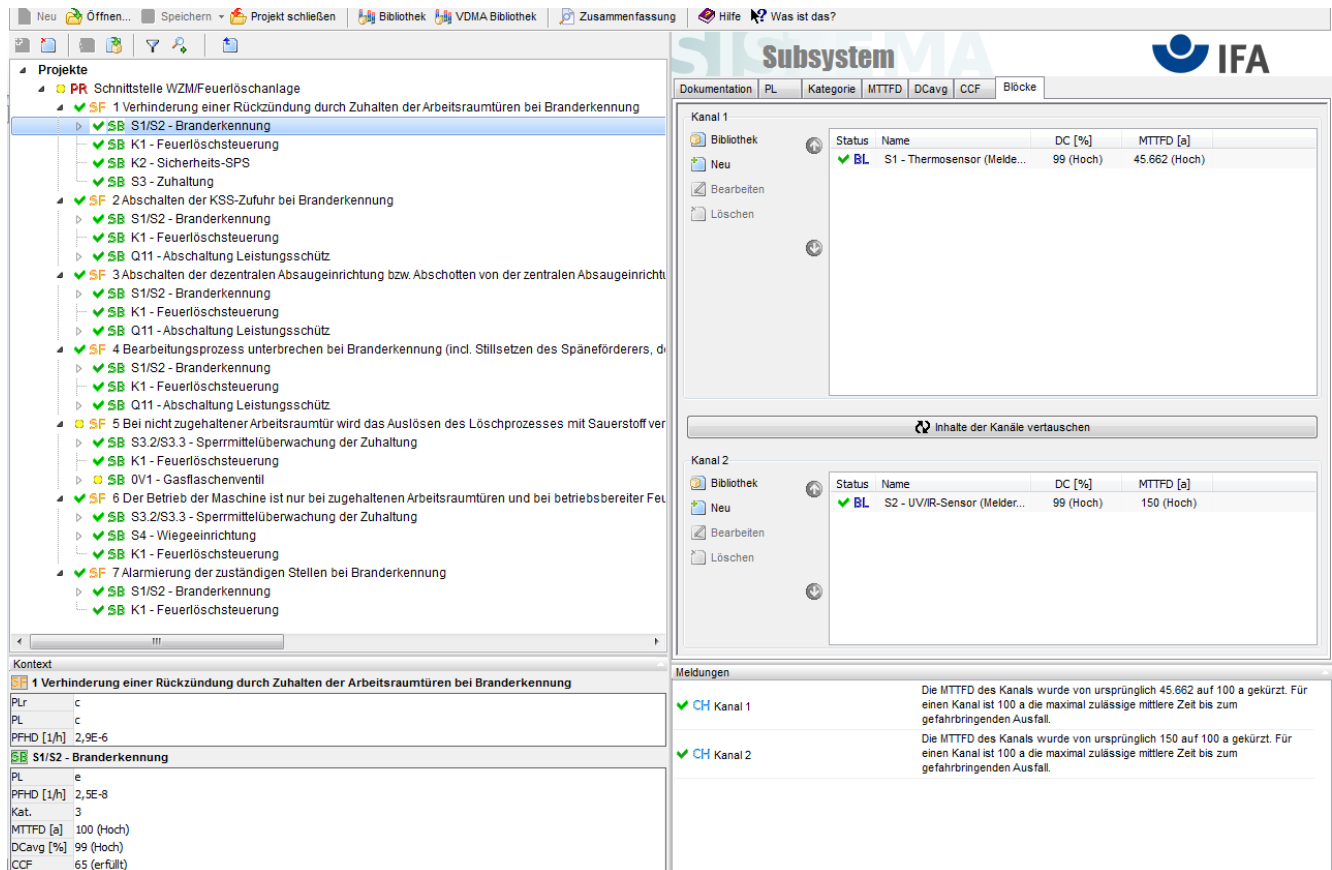 Neu Öffnen... Speichern Projekt schließen Bibliothek VDMA Bibliothek Zusammenfassung Hilfe Was ist das?
Projekte
PR Schnittstelle WZM/Feuerlöschanlage
SF 1 Verhinderung einer Rückzündung durch Zuhalten der Arbeitsraumtüren bei Branderkennung
SB S1/S2 - Branderkennung
SB K1 - Feuerlöschsteuerung
SB K2 - Sicherheits-SPS
SB S3 - Zuhaltung
SF 2 Abschalten der KSS-Zufuhr bei Branderkennung
SB S1/S2 - Branderkennung
SB K1 - Feuerlöschsteuerung
SB Q11 - Abschaltung Leistungsschütz
SF 3 Abschalten der dezentralen Absaugeinrichtung bzw. Abschotten von der zentralen Absaugeinrichtu
SB S1/S2 - Branderkennung
SB K1 - Feuerlöschsteuerung
SB Q11 - Abschaltung Leistungsschütz
SF 4 Bearbeitungsprozess unterbrechen bei Branderkennung (incl. Stillsetzen des Späneförderers, de
SB S1/S2 - Branderkennung
SB K1 - Feuerlöschsteuerung
SB Q11 - Abschaltung Leistungsschütz
SF 5 Bei nicht zugehaltener Arbeitsraumtür wird das Auslösen des Löschprozesses mit Sauerstoff ver
SB S3.2/S3.3 - Sperrmittelüberwachung der Zuhaltung
SB K1 - Feuerlöschsteuerung
SB 0V1 - Gasflaschenventil
SF 6 Der Betrieb der Maschine ist nur bei zugehaltenen Arbeitsraumtüren und bei betriebsbereiter Feu
SB S3.2/S3.3 - Sperrmittelüberwachung der Zuhaltung
SB S4 - Wiegeeinrichtung
SB K1 - Feuerlöschsteuerung
SF 7 Alarmierung der zuständigen Stellen bei Branderkennung
SB S1/S2 - Branderkennung
SB K1 - Feuerlöschsteuerung
Kontext
SF 1 Verhinderung einer Rückzündung durch Zuhalten der Arbeitsraumtüren bei Branderkennung
PLr c
PL c
PFHD [1/h] 2,9E-6
SB S1/S2 - Branderkennung
PL e
PFHD [1/h] 2,5E-8
Kat. 3
MTTFD [a] 100 (Hoch)
DCavg [%] 99 (Hoch)
CCF 65 (erfüllt)
SISTEMA
Subsystem
IFA
Dokumentation PL Kategorie MTTFD DCavg CCF Blöcke
Kanal 1
Bibliothek
Neu
Bearbeiten
Löschen
Status Name DC [%] MTTFD [a]
BL S1 - Thermosensor (Melde... 99 (Hoch) 45.662 (Hoch)
Inhalte der Kanäle vertauschen
Kanal 2
Bibliothek
Neu
Bearbeiten
Löschen
Status Name DC [%] MTTFD [a]
BL S2 - UV/IR-Sensor (Melder... 99 (Hoch) 150 (Hoch)
Meldungen
CH Kanal 1
Die MTTFD des Kanals wurde von ursprünglich 45.662 auf 100 a gekürzt. Für
einen Kanal ist 100 a die maximal zulässige mittlere Zeit bis zum
gefahrbringenden Ausfall.
CH Kanal 2
Die MTTFD des Kanals wurde von ursprünglich 150 auf 100 a gekürzt. Für
einen Kanal ist 100 a die maximal zulässige mittlere Zeit bis zum
gefahrbringenden Ausfall.